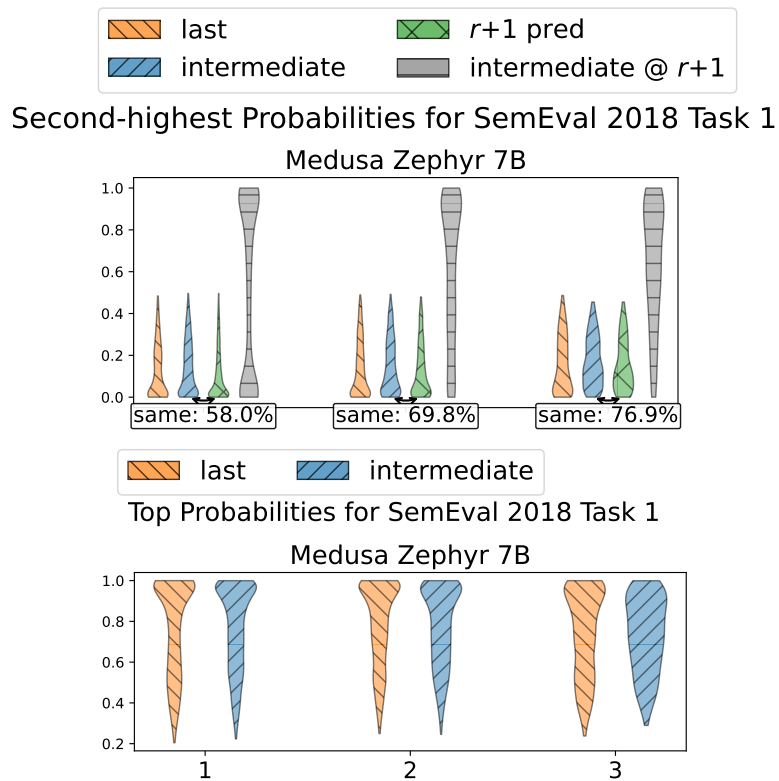 last
r+1 pred
intermediate
intermediate @ r+1
Second-highest Probabilities for SemEval 2018 Task 1
Medusa Zephyr 7B
1.0
0.8
0.6
0.4
0.2
0.0
same: 58.0%
same: 69.8%
same: 76.9%
last
intermediate
Top Probabilities for SemEval 2018 Task 1
Medusa Zephyr 7B
1.0
0.8
0.6
0.4
0.2
1
2
3